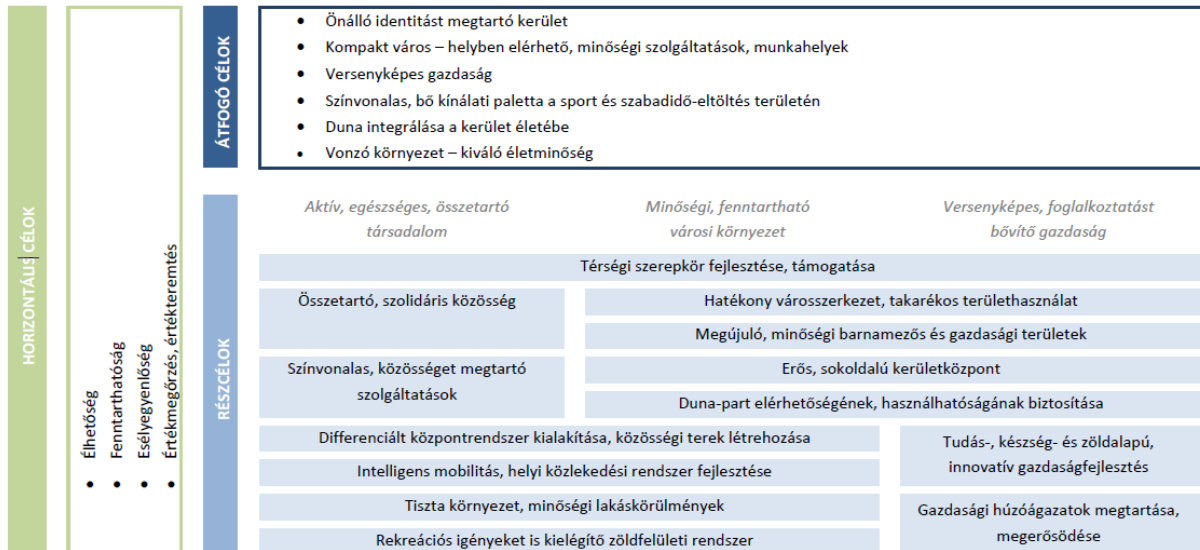 HORIZONTÁLIS CÉLOK
• Élhetőség
• Fenntarthatóság
• Esélyegyenlőség
• Értékmegőrzés, értékteremtés
ÁTFOGÓ CÉLOK
• Önálló identitást megtartó kerület
• Kompakt város – helyben elérhető, minőségi szolgáltatások, munkahelyek
• Versenyképes gazdaság
• Színvonalas, bő kínálati paletta a sport és szabadidő-eltöltés területén
• Duna integrálása a kerület életébe
• Vonzó környezet – kiváló életminőség
RÉSZCÉLOK
Aktív, egészséges, összetartó
társadalom
Minőségi, fenntartható
városi környezet
Versenyképes, foglalkoztatást
bővítő gazdaság
Térségi szerepkör fejlesztése, támogatása
Összetartó, szolidáris közösség
Hatékony városszerkezet, takarékos területhasználat
Megújuló, minőségi barnamezős és gazdasági területek
Színvonalas, közösséget megtartó
szolgáltatások
Erős, sokoldalú kerületközpont
Duna-part elérhetőségének, használhatóságának biztosítása
Differenciált központrendszer kialakítása, közösségi terek létrehozása
Intelligens mobilitás, helyi közlekedési rendszer fejlesztése
Tiszta környezet, minőségi lakáskörülmények
Rekreációs igényeket is kielégítő zöldfelületi rendszer
Tudás-, készség- és zöldalapú,
innovatív gazdaságfejlesztés
Gazdasági húzóágazatok megtartása,
megerősödése